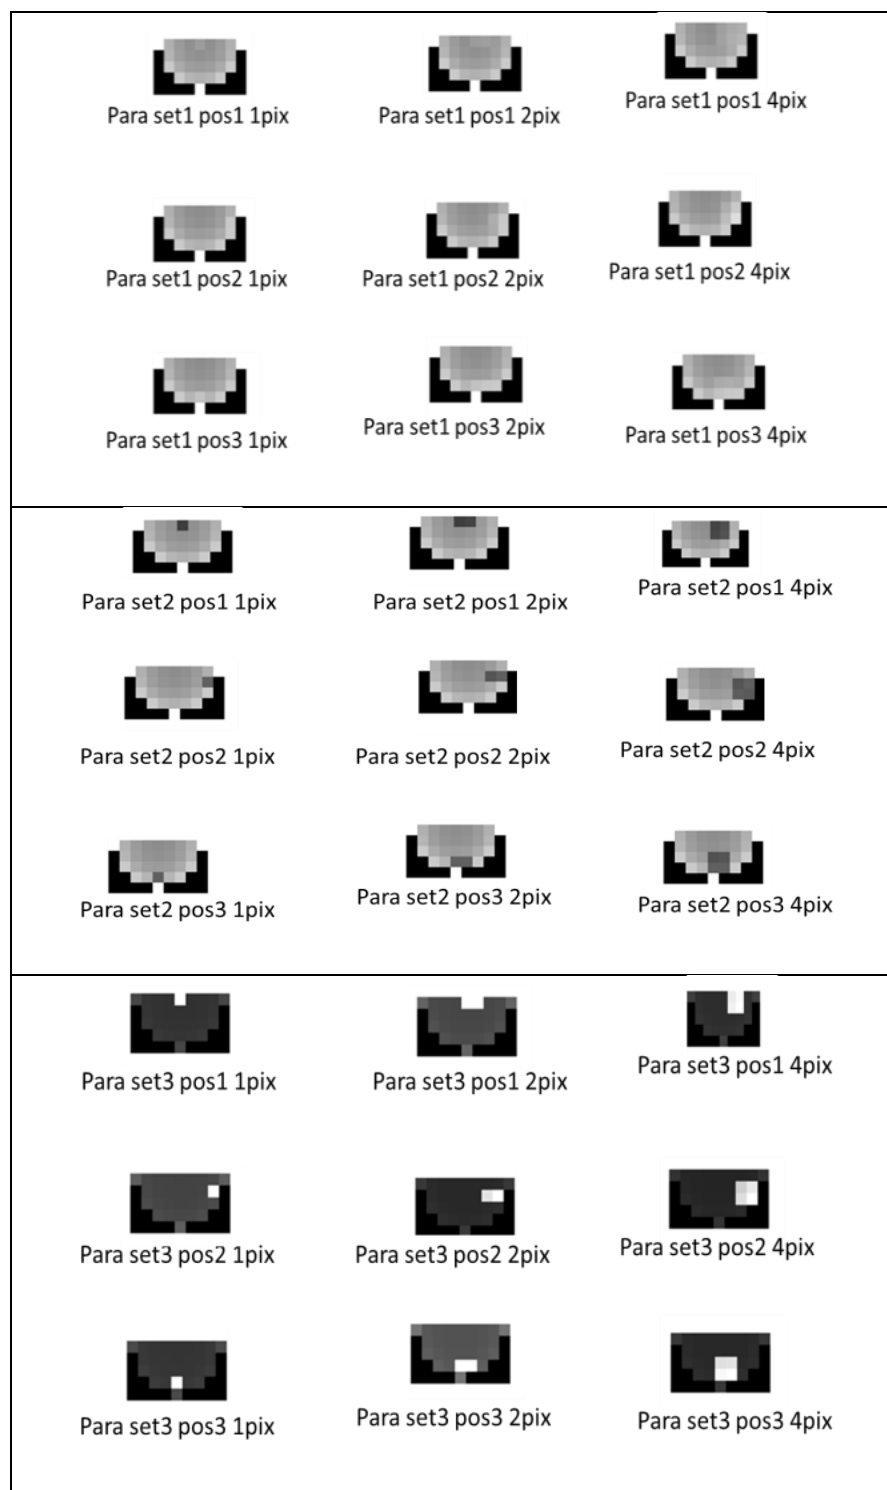 Para set1 pos1 1pix
Para set1 pos1 2pix
Para set1 pos1 4pix
Para set1 pos2 1pix
Para set1 pos2 2pix
Para set1 pos2 4pix
Para set1 pos3 1pix
Para set1 pos3 2pix
Para set1 pos3 4pix
Para set2 pos1 1pix
Para set2 pos1 2pix
Para set2 pos1 4pix
Para set2 pos2 1pix
Para set2 pos2 2pix
Para set2 pos2 4pix
Para set2 pos3 1pix
Para set2 pos3 2pix
Para set2 pos3 4pix
Para set3 pos1 1pix
Para set3 pos1 2pix
Para set3 pos1 4pix
Para set3 pos2 1pix
Para set3 pos2 2pix
Para set3 pos2 4pix
Para set3 pos3 1pix
Para set3 pos3 2pix
Para set3 pos3 4pix